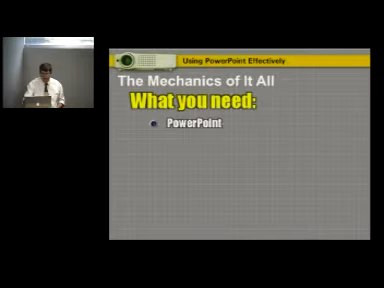 Using PowerPoint Effectively
The Mechanics of It All
What you need:
PowerPoint